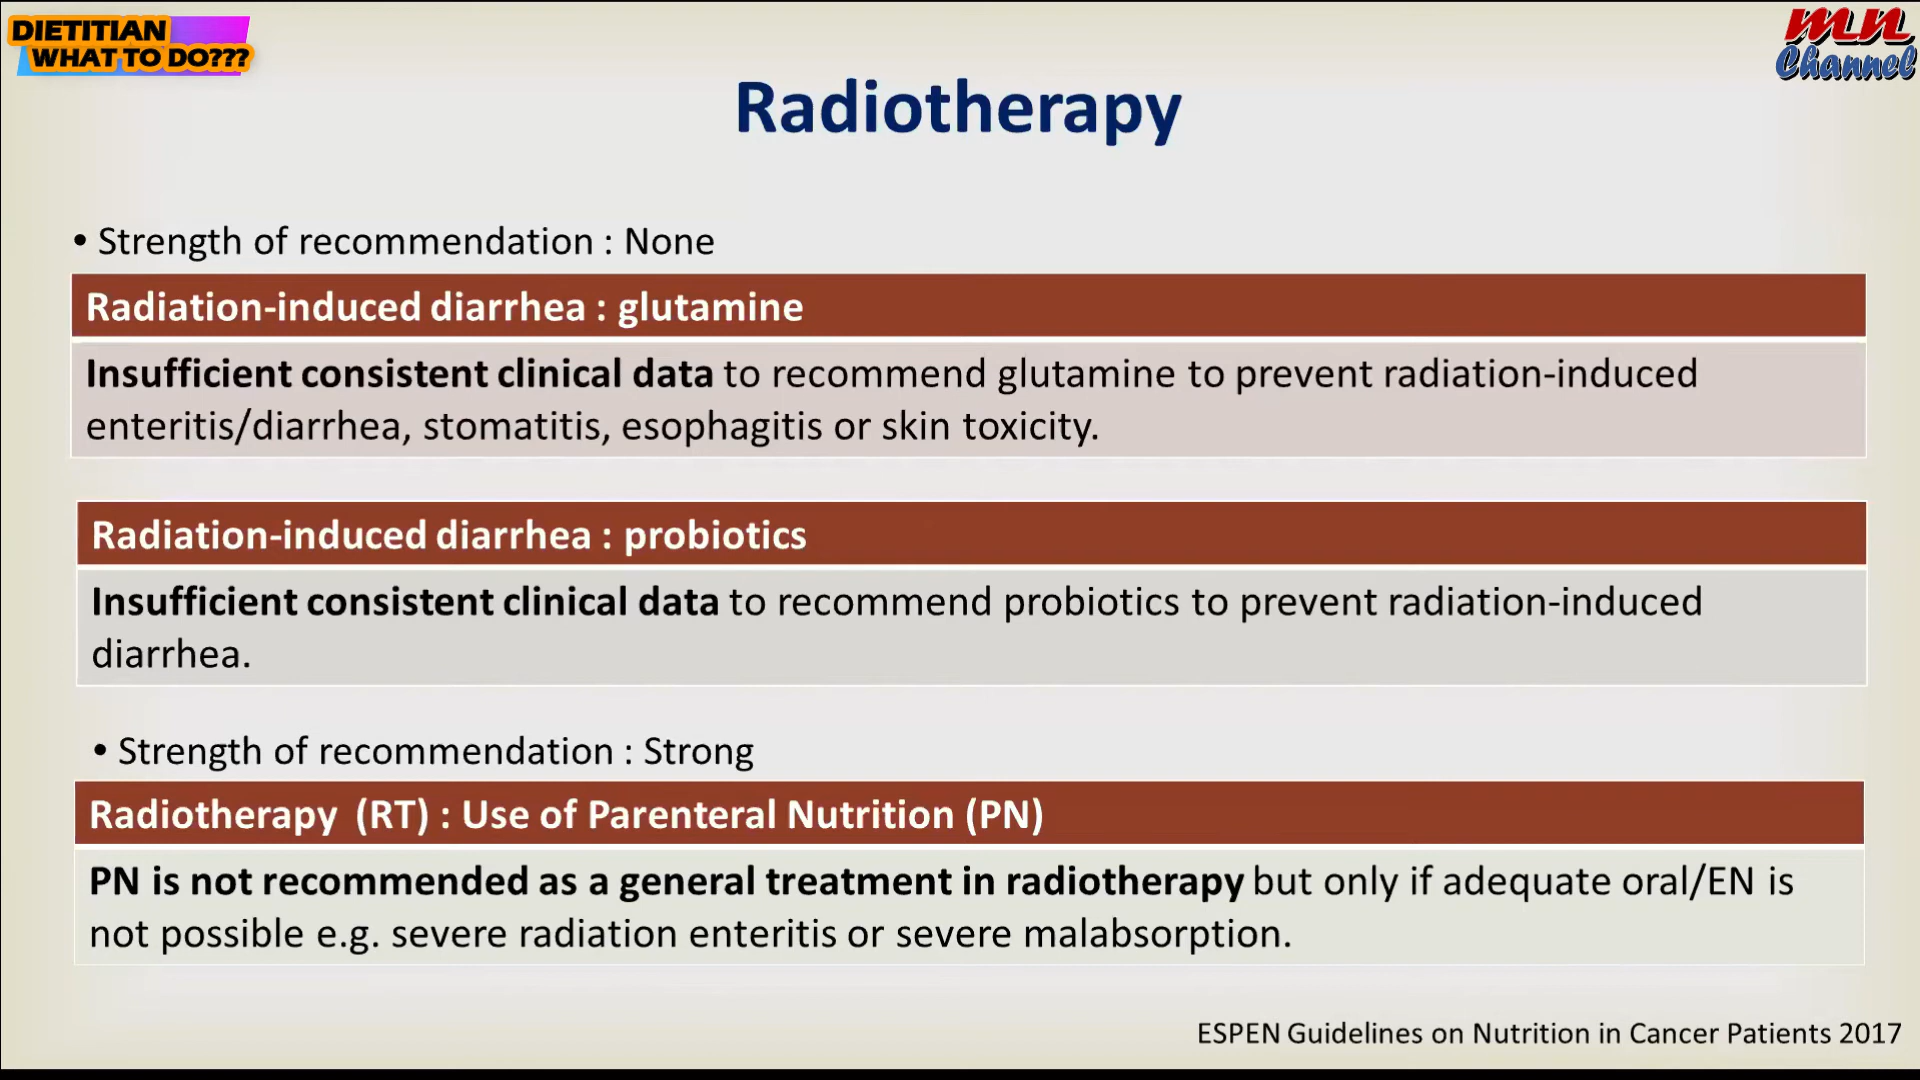 DIETITIAN
WHAT TO DO???
mn
Channel
Radiotherapy
• Strength of recommendation : None
Radiation-induced diarrhea : glutamine
Insufficient consistent clinical data to recommend glutamine to prevent radiation-induced
enteritis/diarrhea, stomatitis, esophagitis or skin toxicity.
Radiation-induced diarrhea : probiotics
Insufficient consistent clinical data to recommend probiotics to prevent radiation-induced
diarrhea.
• Strength of recommendation : Strong
Radiotherapy (RT) : Use of Parenteral Nutrition (PN)
PN is not recommended as a general treatment in radiotherapy but only if adequate oral/EN is
not possible e.g. severe radiation enteritis or severe malabsorption.
ESPEN Guidelines on Nutrition in Cancer Patients 2017